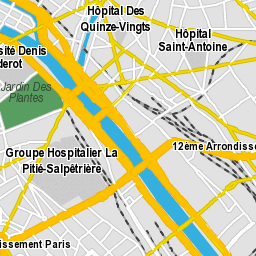 Hôpital Des
Quinze-Vingts
Hôpital
Saint-Antoine
sité Denis
derot
Jardin Des
Plantes
Groupe Hospitalier La
Pitié-Salpêtrière
12ème Arrondisse
issement Paris